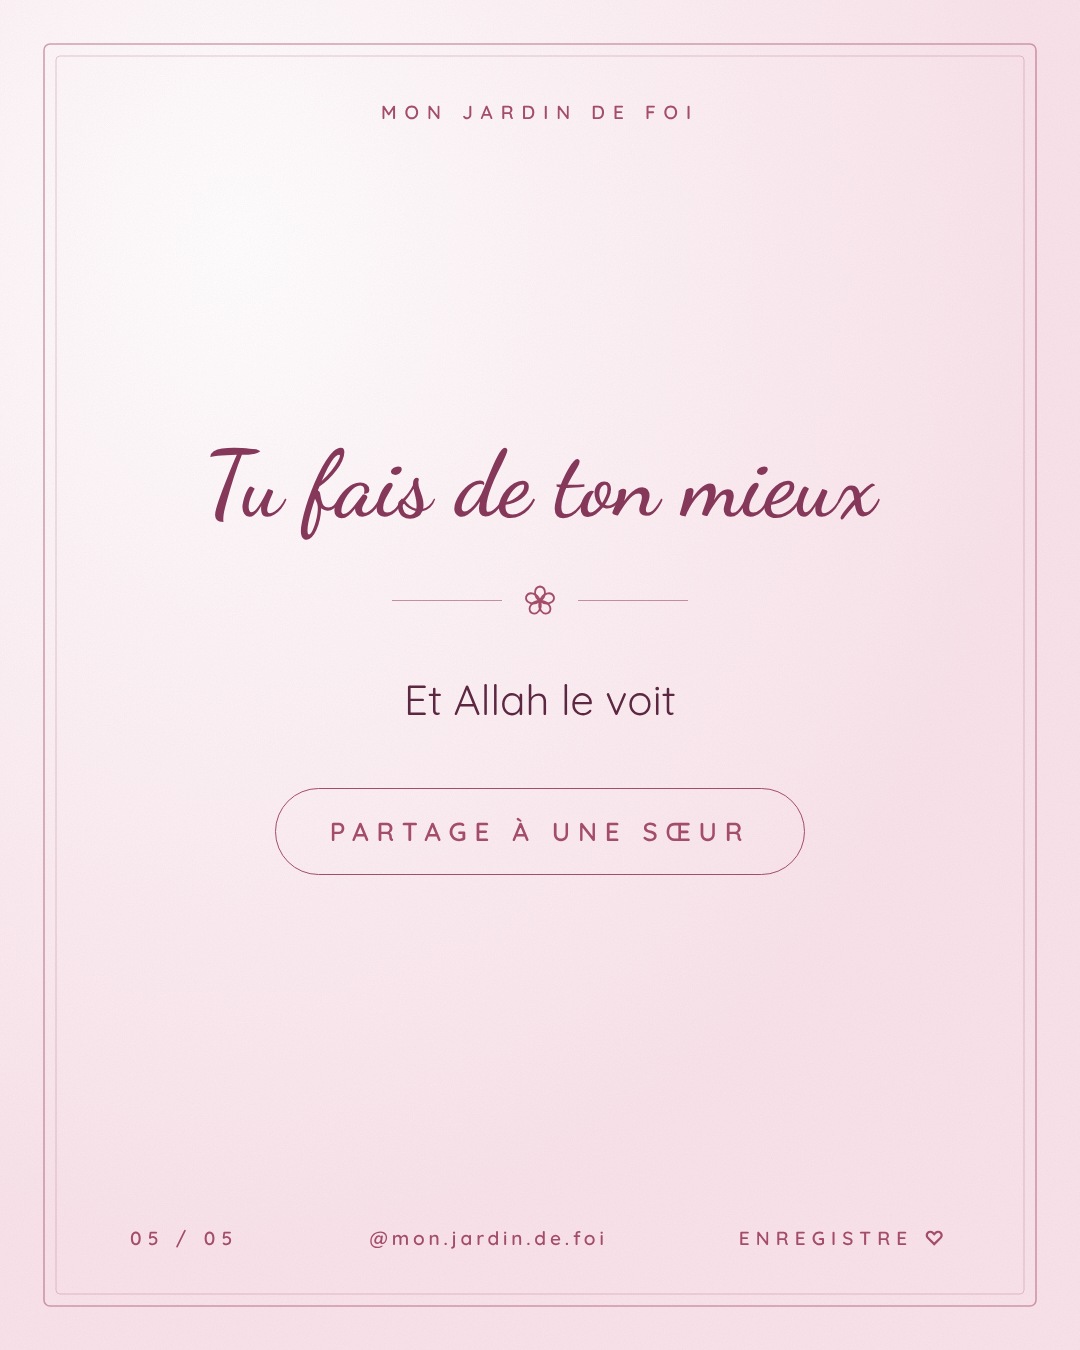 MON JARDIN DE FOI
Tu fais de ton mieux
Et Allah le voit
PARTAGE À UNE SŒUR
05 / 05
@mon.jardin.de.foi
ENREGISTRE ♡